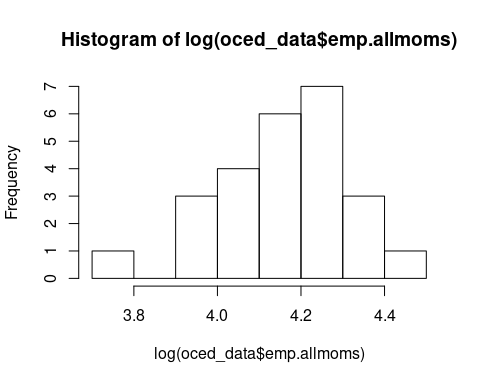 Histogram of log(oced_data$emp.allmoms)
Frequency
7
6
5
4
3
2
1
0
3.8 4.0 4.2 4.4
log(oced_data$emp.allmoms)